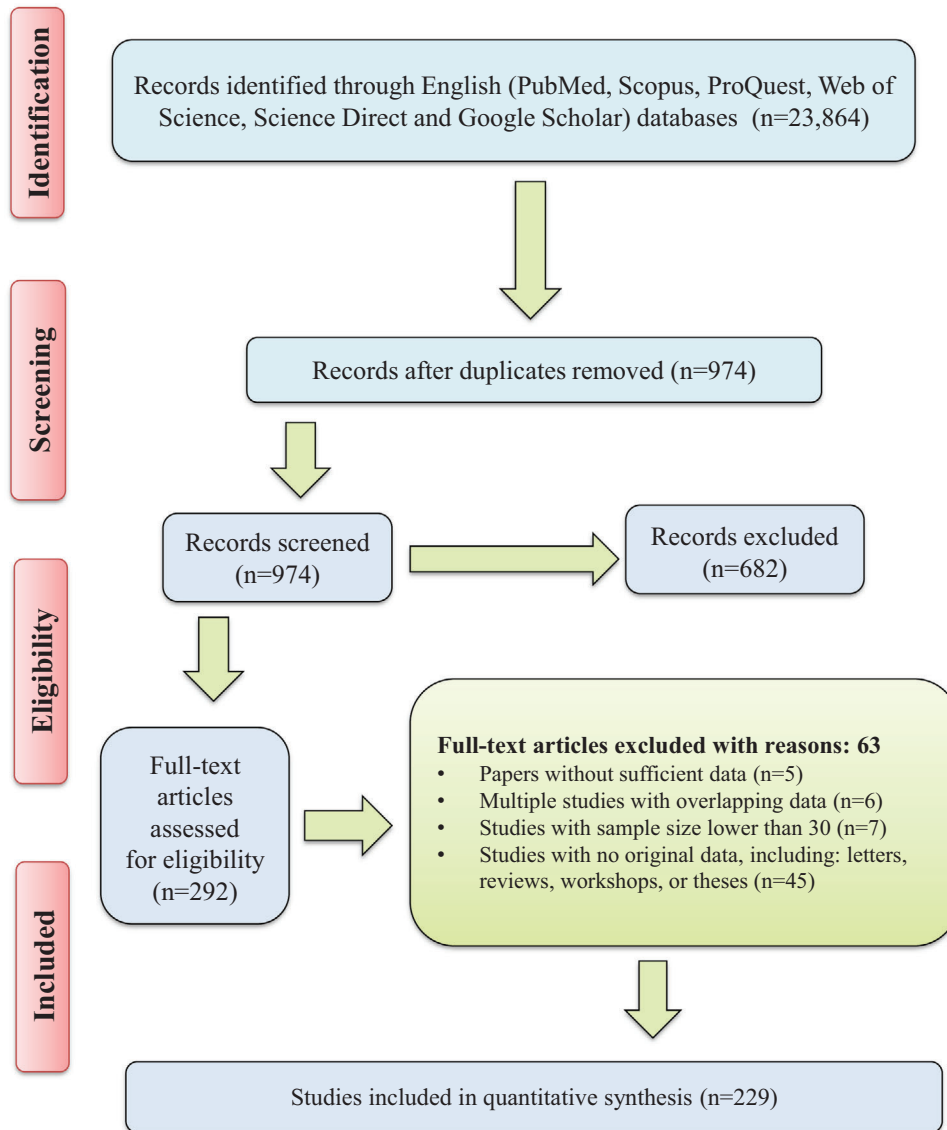 Identification
Records identified through English (PubMed, Scopus, ProQuest, Web of
Science, Science Direct and Google Scholar) databases (n=23,864)
Screening
Records after duplicates removed (n=974)
Records screened
(n=974)
Records excluded
(n=682)
Eligibility
Full-text
articles
assessed
for eligibility
(n=292)
Full-text articles excluded with reasons: 63
• Papers without sufficient data (n=5)
• Multiple studies with overlapping data (n=6)
• Studies with sample size lower than 30 (n=7)
• Studies with no original data, including: letters,
reviews, workshops, or theses (n=45)
Included
Studies included in quantitative synthesis (n=229)